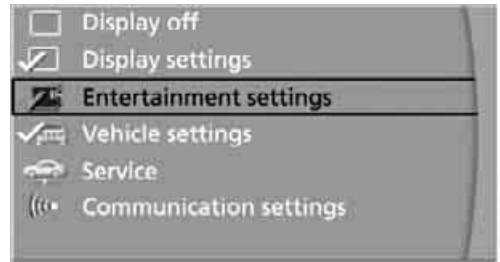 Display off
Display settings
Entertainment settings
Vehicle settings
Service
Communication settings